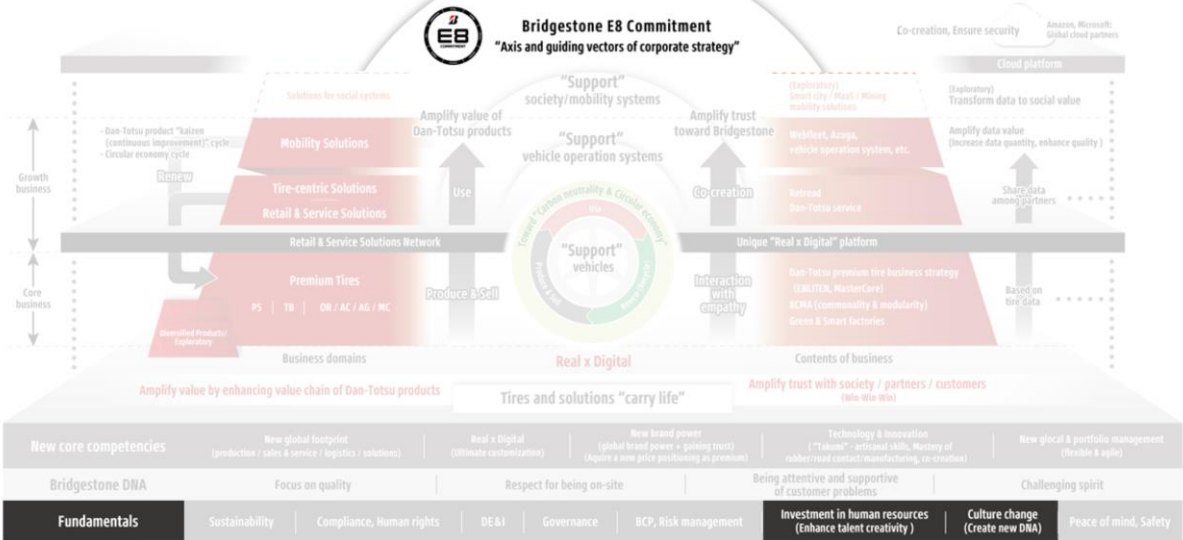 E8
COMMITMENT
Bridgestone E8 Commitment
"Axis and guiding vectors of corporate strategy"
Co-creation, Ensure security
Amazon, Microsoft:
Global cloud partners
Cloud platform
"Support"
society/mobility systems
Solutions for social systems
(Exploratory)
Smart city / MaaS / Mining
mobility solutions
(Exploratory)
Transform data to social value
Amplify value of
Dan-Totsu products
Amplify trust
toward Bridgestone
- Dan-Totsu product "kaizen
(continuous improvement)" cycle
- Circular economy cycle
Renew
Mobility Solutions
"Support"
vehicle operation systems
Webfleet, Azuga,
vehicle operation system, etc.
Amplify data value
(Increase data quantity, enhance quality )
Growth
business
Tire-centric Solutions
Retail & Service Solutions
Use
Co-creation
Retread
Dan-Totsu service
Share data
among partners
Toward "Carbon neutrality & Circular economy"
Use
Produce & Sell
Renew (Recycle)
"Support"
vehicles
Retail & Service Solutions Network
Unique "Real x Digital" platform
Core
business
Premium Tires
PS | TB | OR / AC / AG / MC
Diversified Products/
Exploratory
Produce & Sell
Interaction
with
empathy
Dan-Totsu premium tire business strategy
(ENLITEN, MasterCore)
BCMA (commonality & modularity)
Green & Smart factories
Based on
tire data
Business domains
Real x Digital
Contents of business
Amplify value by enhancing value chain of Dan-Totsu products
Tires and solutions "carry life"
Amplify trust with society / partners / customers
(Win-Win-Win)
New core competencies
New global footprint
(production / sales & service / logistics / solutions)
Real x Digital
(Ultimate customization)
New brand power
(global brand power = gaining trust)
(Aquire a new price positioning as premium)
Technology & Innovation
( "Takumi" - artisanal skills, Mastery of
rubber/road contact/manufacturing, co-creation)
New glocal & portfolio management
(flexible & agile)
Bridgestone DNA
Focus on quality
Respect for being on-site
Being attentive and supportive
of customer problems
Challenging spirit
Fundamentals
Sustainability
Compliance, Human rights
DE&I
Governance
BCP, Risk management
Investment in human resources
(Enhance talent creativity )
Culture change
(Create new DNA)
Peace of mind, Safety